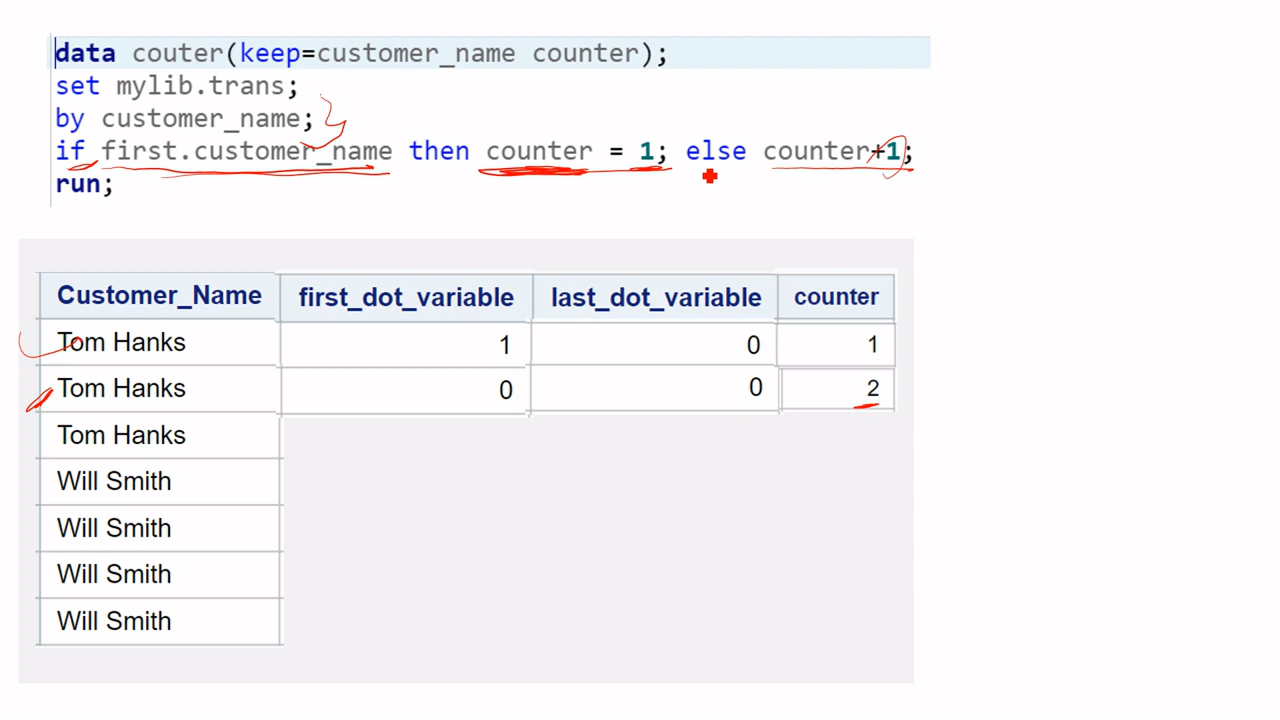 data couter(keep=customer_name counter);
set mylib.trans;
by customer_name;
if first.customer_name then counter = 1; else counter+1;
run;
Customer_Name first_dot_variable last_dot_variable counter
Tom Hanks 1 0 1
Tom Hanks 0 0 2
Tom Hanks
Will Smith
Will Smith
Will Smith
Will Smith